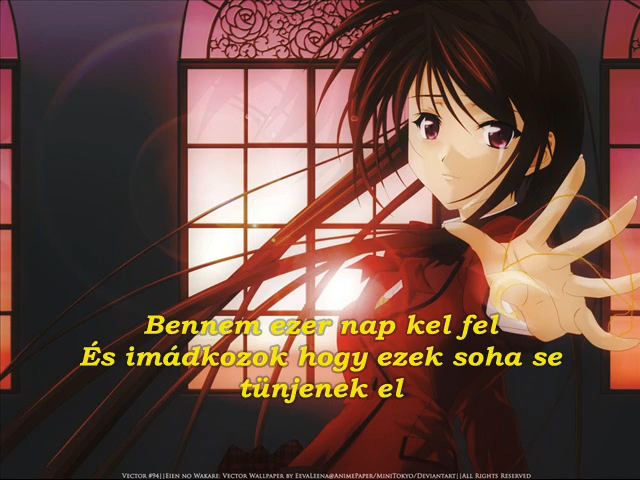 Bennem ezer nap kel fel
És imádkozok hogy ezek soha se
tünjenek el
Vector #94||Eien no Wakare: Vector Wallpaper by EevaLeena@AnimePaper/MiniTokyo/Deviantart||All Rights Reserved